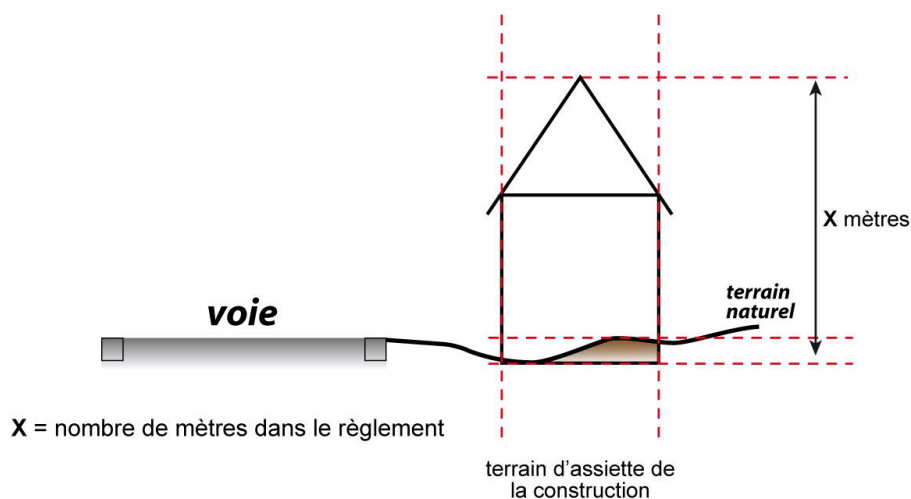 X mètres
voie
terrain
naturel
X = nombre de mètres dans le règlement
terrain d’assiette de
la construction